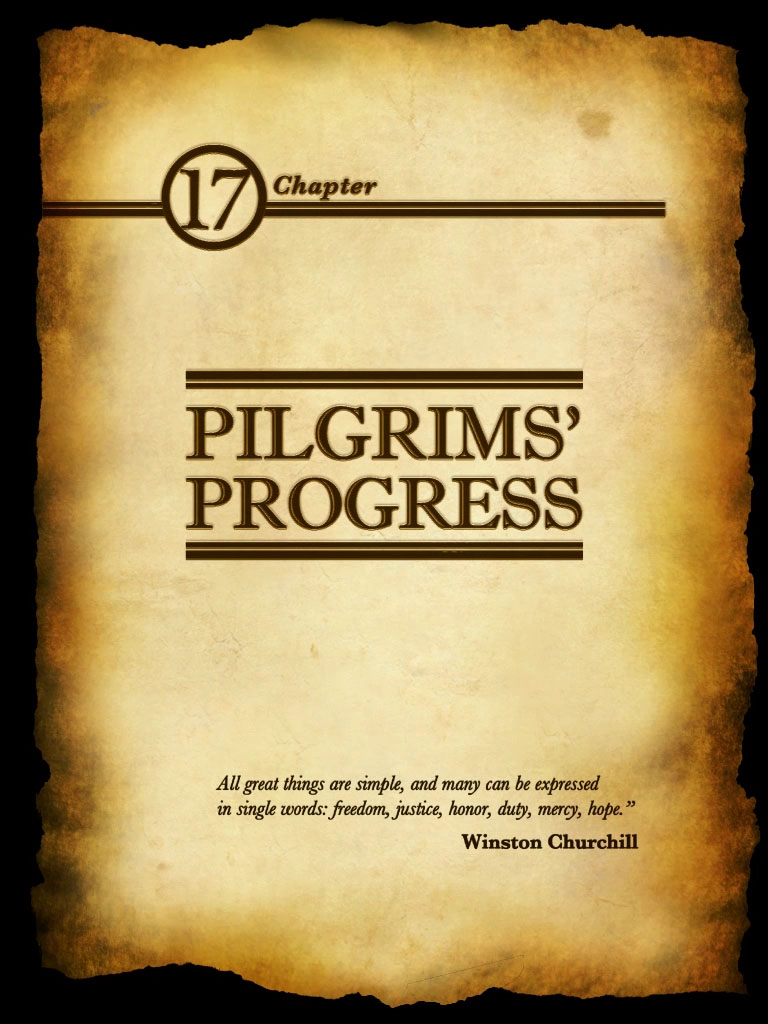 17 Chapter
PILGRIMS’
PROGRESS
All great things are simple, and many can be expressed
in single words: freedom, justice, honor, duty, mercy, hope.”
Winston Churchill